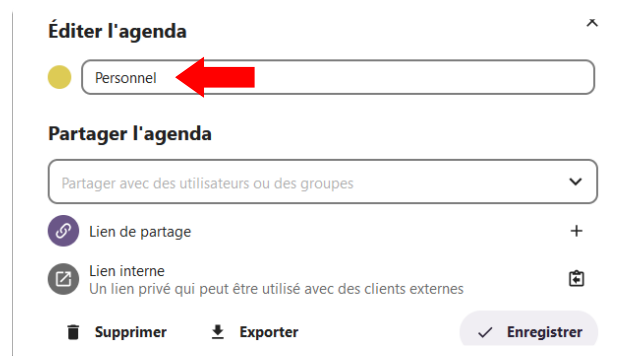 Éditer l'agenda
Personnel
Partager l'agenda
Partager avec des utilisateurs ou des groupes
Lien de partage
Lien interne
Un lien privé qui peut être utilisé avec des clients externes
Supprimer Exporter Enregistrer